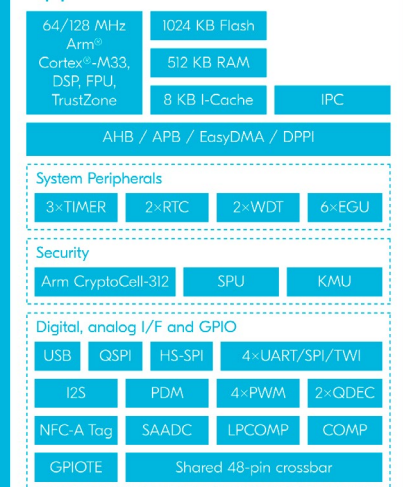 64/128 MHz
Arm®
Cortex®-M33,
DSP, FPU,
TrustZone
1024 KB Flash
512 KB RAM
8 KB I-Cache
IPC
AHB / APB / EasyDMA / DPPI
System Peripherals
3×TIMER
2×RTC
2×WDT
6×EGU
Security
Arm CryptoCell-312
SPU
KMU
Digital, analog I/F and GPIO
USB
QSPI
HS-SPI
4×UART/SPI/TWI
I2S
PDM
4×PWM
2×QDEC
NFC-A Tag
SAADC
LPCOMP
COMP
GPIOTE
Shared 48-pin crossbar